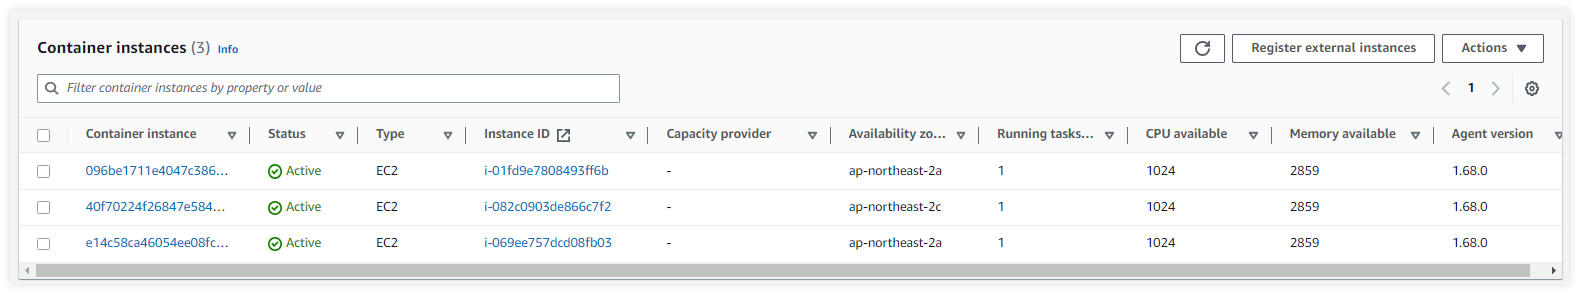 Container instances (3) Info
Register external instances
Actions
Filter container instances by property or value
1
Container instance Status Type Instance ID Capacity provider Availability zo... Running tasks... CPU available Memory available Agent version
096be1711e4047c386... Active EC2 i-01fd9e7808493ff6b - ap-northeast-2a 1 1024 2859 1.68.0
40f70224f26847e584... Active EC2 i-082c0903de866c7f2 - ap-northeast-2c 1 1024 2859 1.68.0
e14c58ca46054ee08fc... Active EC2 i-069ee757dcd08fb03 - ap-northeast-2a 1 1024 2859 1.68.0